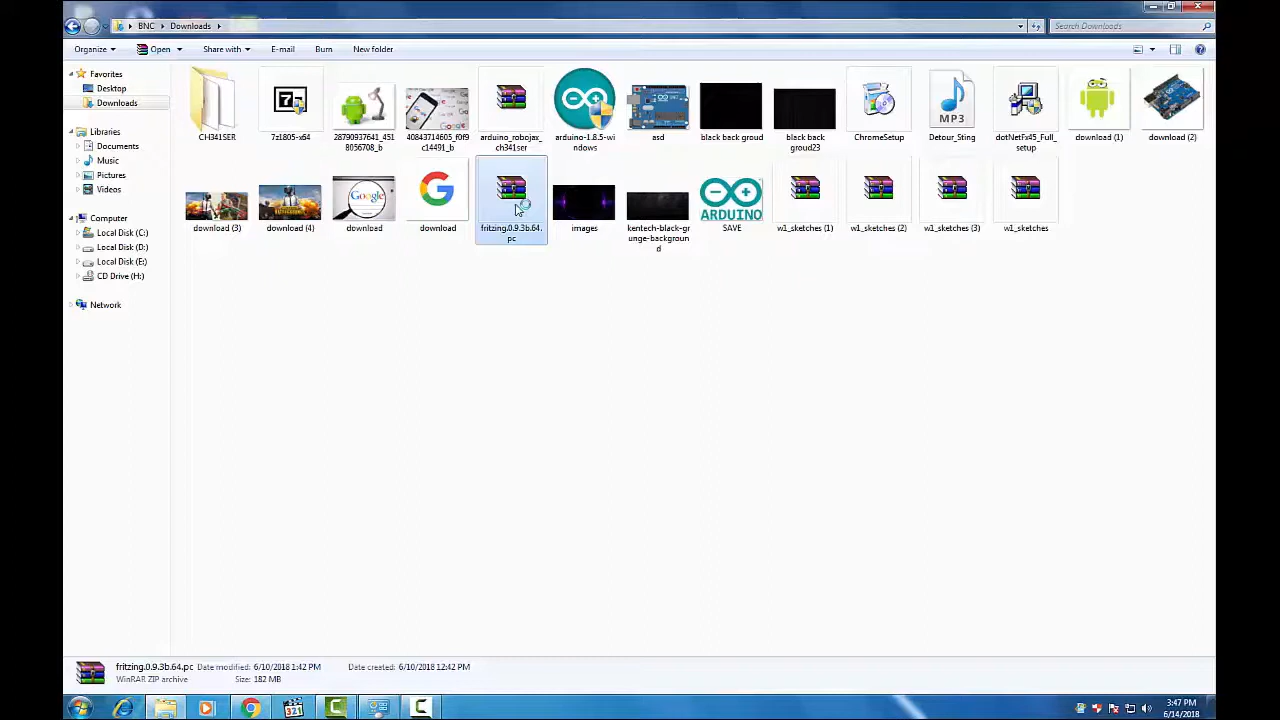 BNC ▸ Downloads ▸
Search Downloads
Organize
Open
Share with
E-mail
Burn
New folder
Favorites
Desktop
Downloads
Libraries
Documents
Music
Pictures
Videos
Computer
Local Disk (C:)
Local Disk (D:)
Local Disk (E:)
CD Drive (H:)
Network
CH341SER
7z1805-x64
28790937641_451
8056708_b
40843714605_f0f9
c14491_b
arduino_robojax_
ch341ser
arduino-1.8.5-wi
ndows
asd
black back groud
black back
groud23
ChromeSetup
MP3
Detour_Sting
dotNetFx45_Full_
setup
download (1)
download (2)
download (3)
download (4)
Google
download
download
fritzing.0.9.3b.64.
pc
images
kentech-black-gr
unge-backgroun
d
ARDUINO
SAVE
w1_sketches (1)
w1_sketches (2)
w1_sketches (3)
w1_sketches
fritzing.0.9.3b.64.pc
Date modified: 6/10/2018 1:42 PM
Date created: 6/10/2018 12:42 PM
WinRAR ZIP archive
Size: 182 MB
321
3:47 PM
6/14/2018